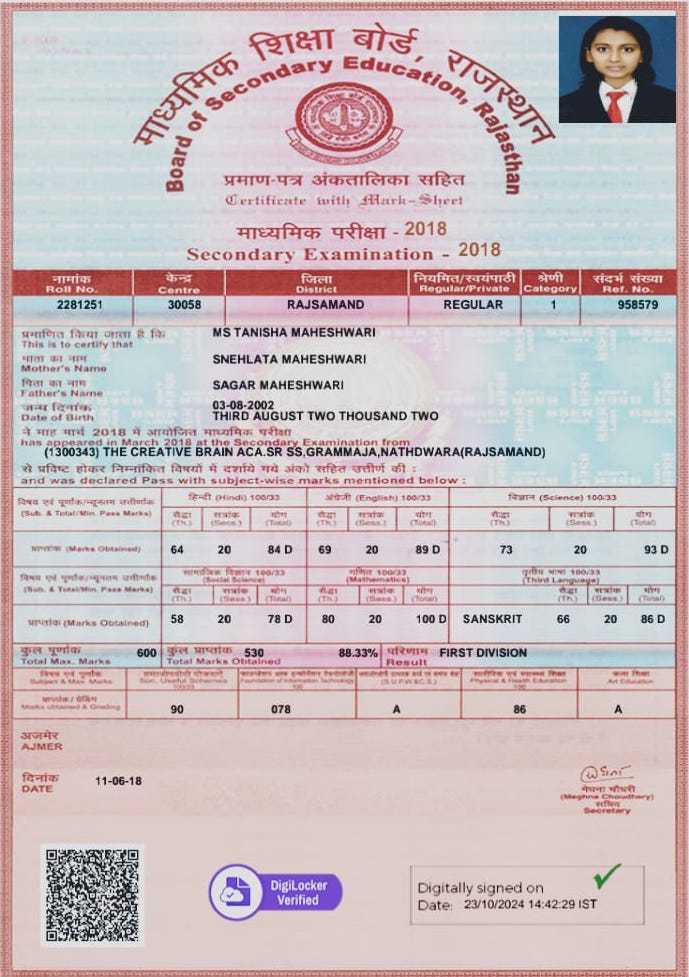 माध्यमिक शिक्षा बोर्ड, राजस्थान
Board of Secondary Education, Rajasthan
प्रमाण-पत्र अंकतालिका सहित
Certificate with Mark-Sheet
माध्यमिक परीक्षा - 2018
Secondary Examination - 2018
नामांक केन्द्र जिला नियमित/स्वयंपाठी श्रेणी संदर्भ संख्या
Roll No. Centre District Regular/Private Category Ref. No.
2281251 30058 RAJSAMAND REGULAR 1 958579
प्रमाणित किया जाता है कि MS TANISHA MAHESHWARI
This is to certify that
माता का नाम SNEHLATA MAHESHWARI
Mother's Name
पिता का नाम SAGAR MAHESHWARI
Father's Name
जन्म दिनांक 03-08-2002
Date of Birth THIRD AUGUST TWO THOUSAND TWO
ने माह मार्च 2018 में आयोजित माध्यमिक परीक्षा
has appeared in March 2018 at the Secondary Examination from
(1300343) THE CREATIVE BRAIN ACA.SR SS,GRAMMAJA,NATHDWARA(RAJSAMAND)
से प्रविष्ट होकर निम्नांकित विषयों में दर्शाये गये अंकों सहित उत्तीर्ण की :
and was declared Pass with subject-wise marks mentioned below :
विषय एवं पूर्णांक/न्यूनतम उत्तीर्णांक हिन्दी (Hindi) 100/33 अंग्रेजी (English) 100/33 विज्ञान (Science) 100/33
(Sub. & Total/Min. Pass Marks) सैद्धा सत्रांक योग सैद्धा सत्रांक योग सैद्धा सत्रांक योग
(Th.) (Sess.) (Total) (Th.) (Sess.) (Total) (Th.) (Sess.) (Total)
प्राप्तांक (Marks Obtained) 64 20 84 D 69 20 89 D 73 20 93 D
विषय एवं पूर्णांक/न्यूनतम उत्तीर्णांक सामाजिक विज्ञान 100/33 गणित 100/33 तृतीय भाषा 100/33
(Social Science) (Mathematics) (Third Language)
(Sub. & Total/Min. Pass Marks) सैद्धा सत्रांक योग सैद्धा सत्रांक योग सैद्धा सत्रांक योग
(Th.) (Sess.) (Total) (Th.) (Sess.) (Total) (Th.) (Sess.) (Total)
प्राप्तांक (Marks Obtained) 58 20 78 D 80 20 100 D SANSKRIT 66 20 86 D
कुल पूर्णांक 600 कुल प्राप्तांक 530 88.33% परिणाम FIRST DIVISION
Total Max. Marks Total Marks Obtained Result
विषय एवं पूर्णांक समाजोपयोगी योजनाएँ शारीरिक एवं स्वास्थ्य शिक्षा कला शिक्षा
Subject & Max. Marks Soc. Useful Schemes Foundation of Information Technology (S.U.P.W.&C.S.) Physical & Health Education Art Education
100/33 100 100
प्राप्तांक / ग्रेडिंग
Marks obtained & Grading 90 078 A 86 A
अजमेर
AJMER
दिनांक 11-06-18
DATE
मेघना चौधरी
(Meghna Choudhary)
सचिव
Secretary
DigiLocker
Verified
Digitally signed on
Date: 23/10/2024 14:42:29 IST